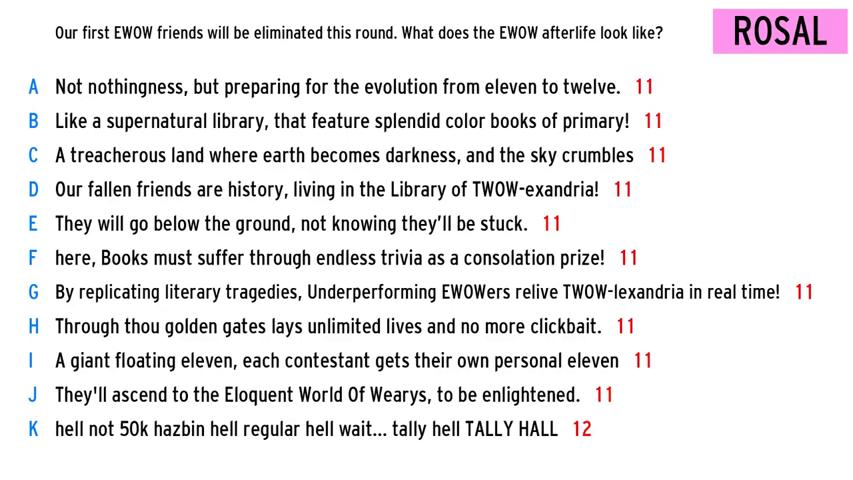 Our first EWOW friends will be eliminated this round. What does the EWOW afterlife look like?
ROSAL
A Not nothingness, but preparing for the evolution from eleven to twelve. 11
B Like a supernatural library, that feature splendid color books of primary! 11
C A treacherous land where earth becomes darkness, and the sky crumbles 11
D Our fallen friends are history, living in the Library of TWOW-exandria! 11
E They will go below the ground, not knowing they'll be stuck. 11
F here, Books must suffer through endless trivia as a consolation prize! 11
G By replicating literary tragedies, Underperforming EWOWers relive TWOW-lexandria in real time! 11
H Through thou golden gates lays unlimited lives and no more clickbait. 11
I A giant floating eleven, each contestant gets their own personal eleven 11
J They'll ascend to the Eloquent World Of Wearys, to be enlightened. 11
K hell not 50k hazbin hell regular hell wait... tally hell TALLY HALL 12